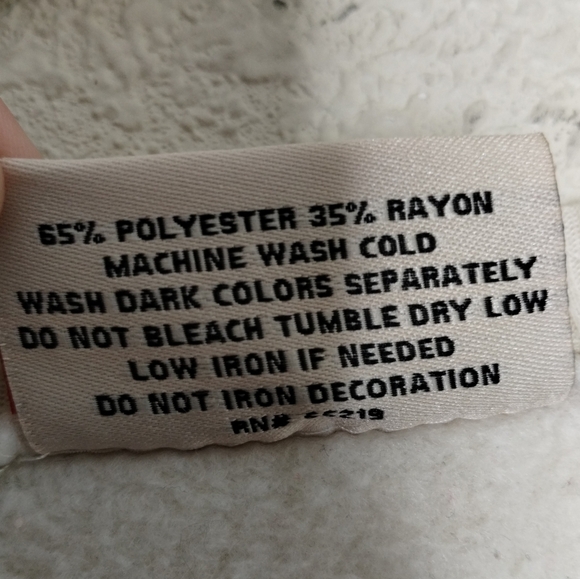 65% POLYESTER 35% RAYON
MACHINE WASH COLD
WASH DARK COLORS SEPARATELY
DO NOT BLEACH TUMBLE DRY LOW
LOW IRON IF NEEDED
DO NOT IRON DECORATION
RN#